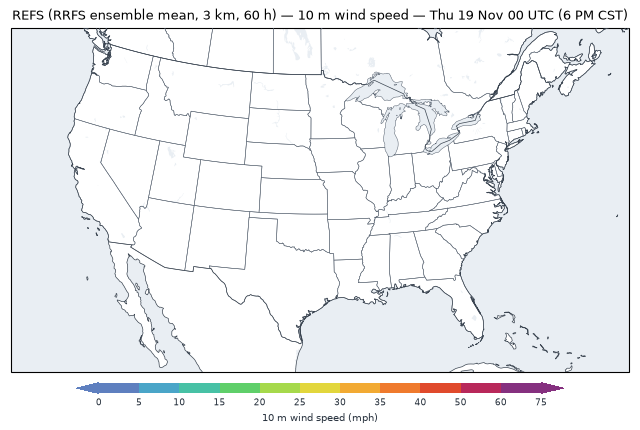 REFS (RRFS ensemble mean, 3 km, 60 h) — 10 m wind speed — Thu 19 Nov 00 UTC (6 PM CST)
0 5 10 15 20 25 30 35 40 50 60 75
10 m wind speed (mph)